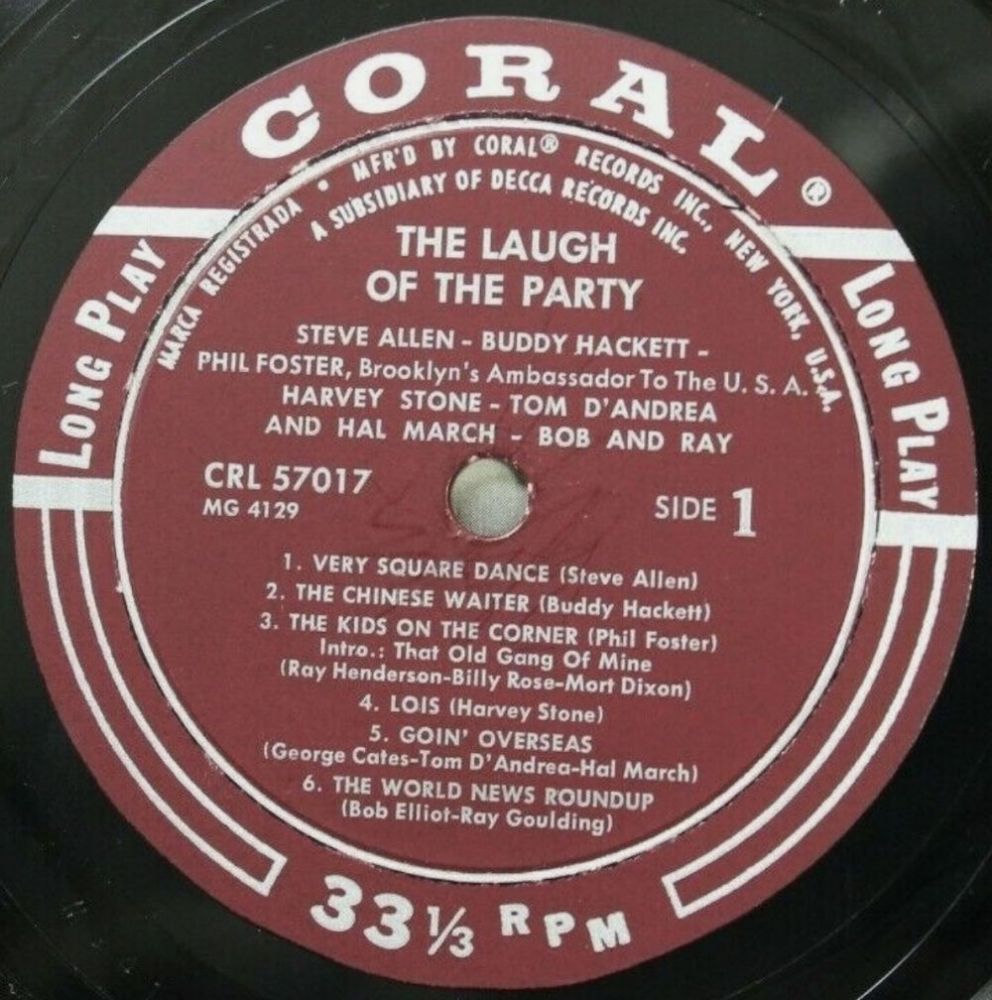 CORAL®
MARCA REGISTRADA • MFR'D BY CORAL® RECORDS INC., NEW YORK, U.S.A.
A SUBSIDIARY OF DECCA RECORDS INC.
THE LAUGH
OF THE PARTY
STEVE ALLEN - BUDDY HACKETT -
PHIL FOSTER, Brooklyn's Ambassador To The U. S. A. -
HARVEY STONE - TOM D'ANDREA
AND HAL MARCH - BOB AND RAY
LONG PLAY
LONG PLAY
CRL 57017
MG 4129
SIDE 1
1. VERY SQUARE DANCE (Steve Allen)
2. THE CHINESE WAITER (Buddy Hackett)
3. THE KIDS ON THE CORNER (Phil Foster)
Intro.: That Old Gang Of Mine
(Ray Henderson-Billy Rose-Mort Dixon)
4. LOIS (Harvey Stone)
5. GOIN' OVERSEAS
(George Cates-Tom D'Andrea-Hal March)
6. THE WORLD NEWS ROUNDUP
(Bob Elliot-Ray Goulding)
33 1/3 RPM